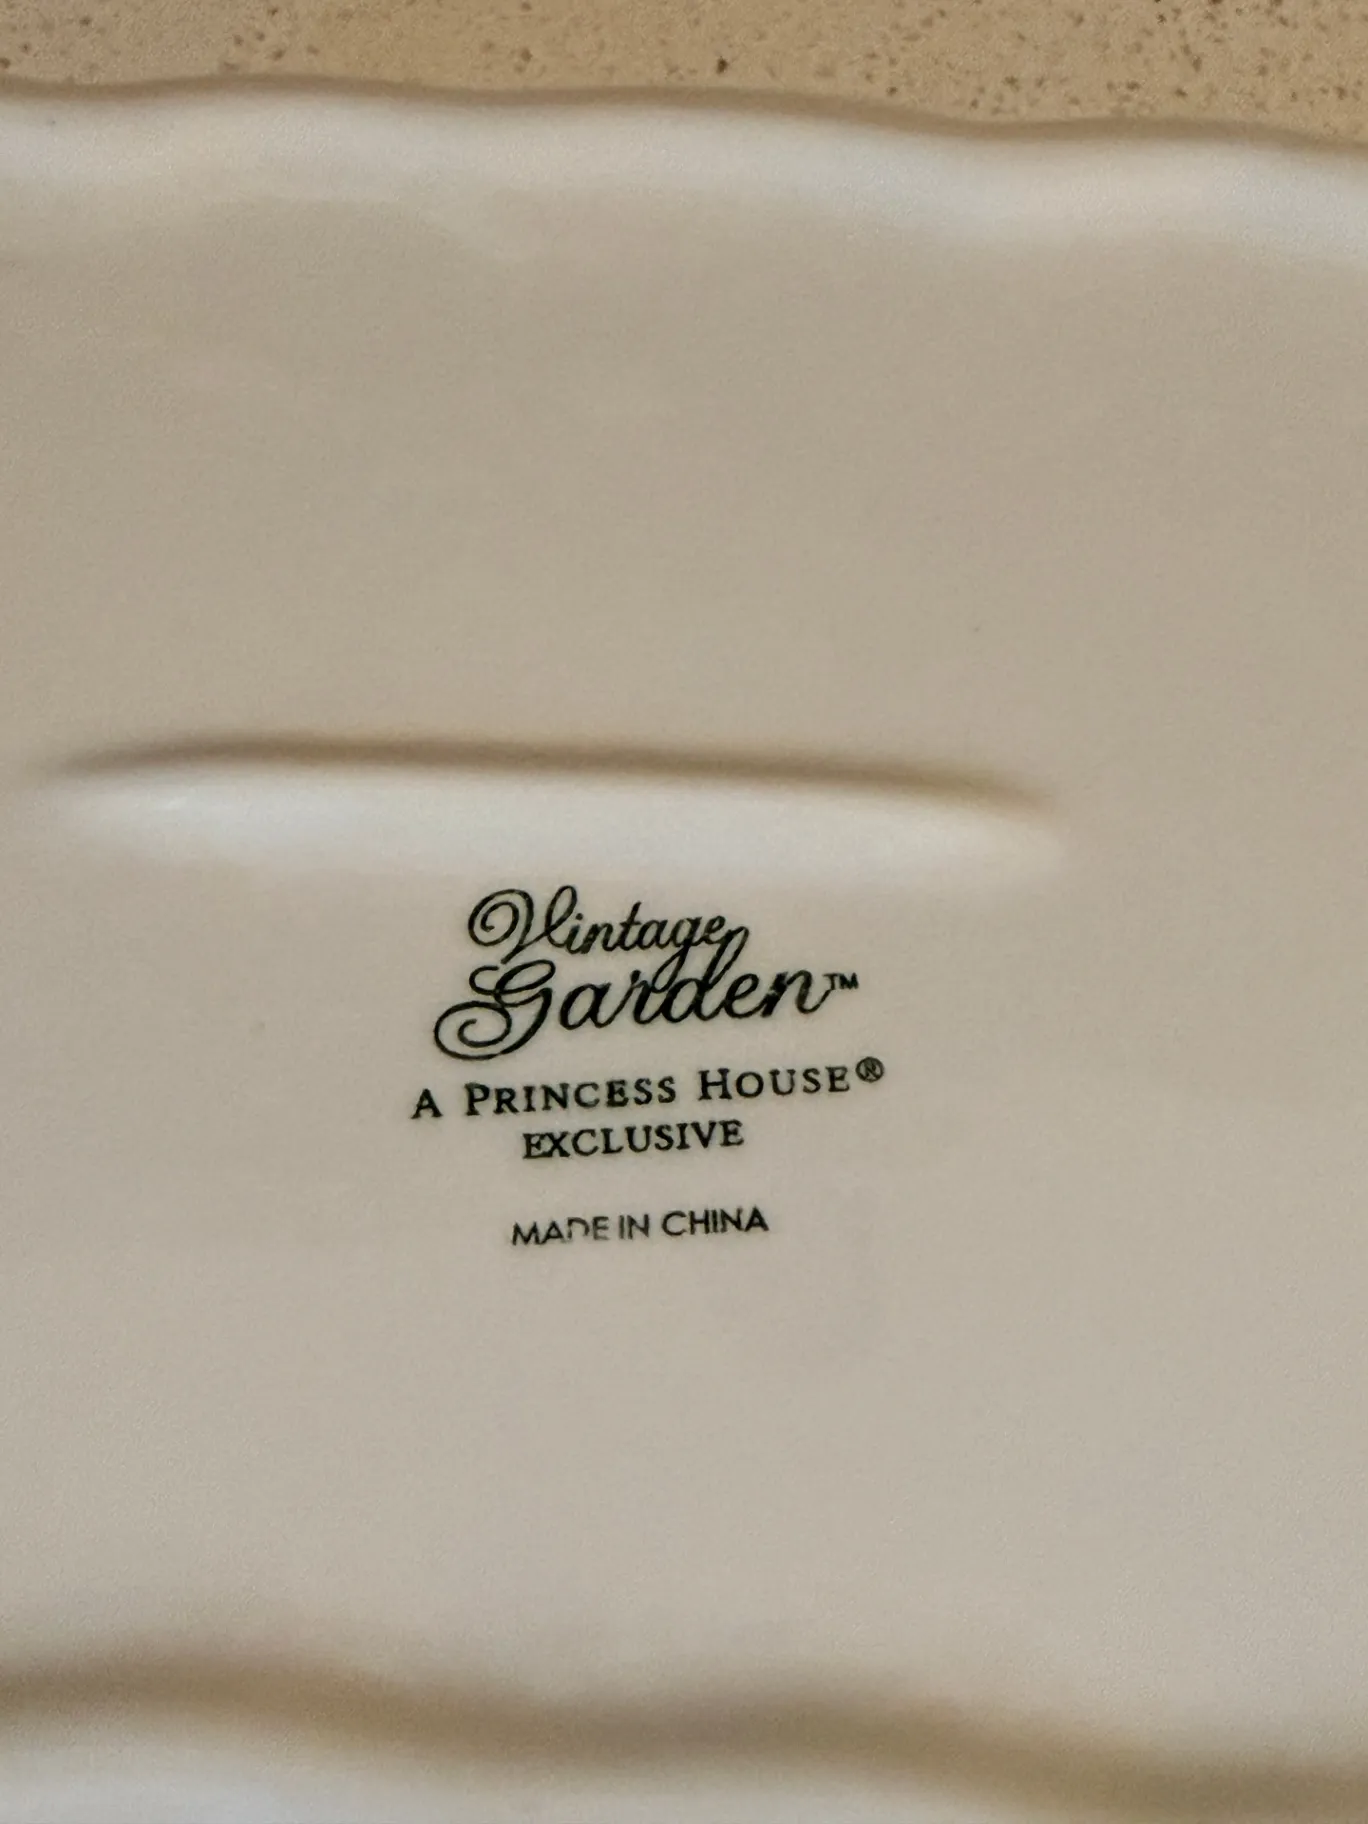 Vintage
Garden™
A PRINCESS HOUSE®
EXCLUSIVE
MADE IN CHINA